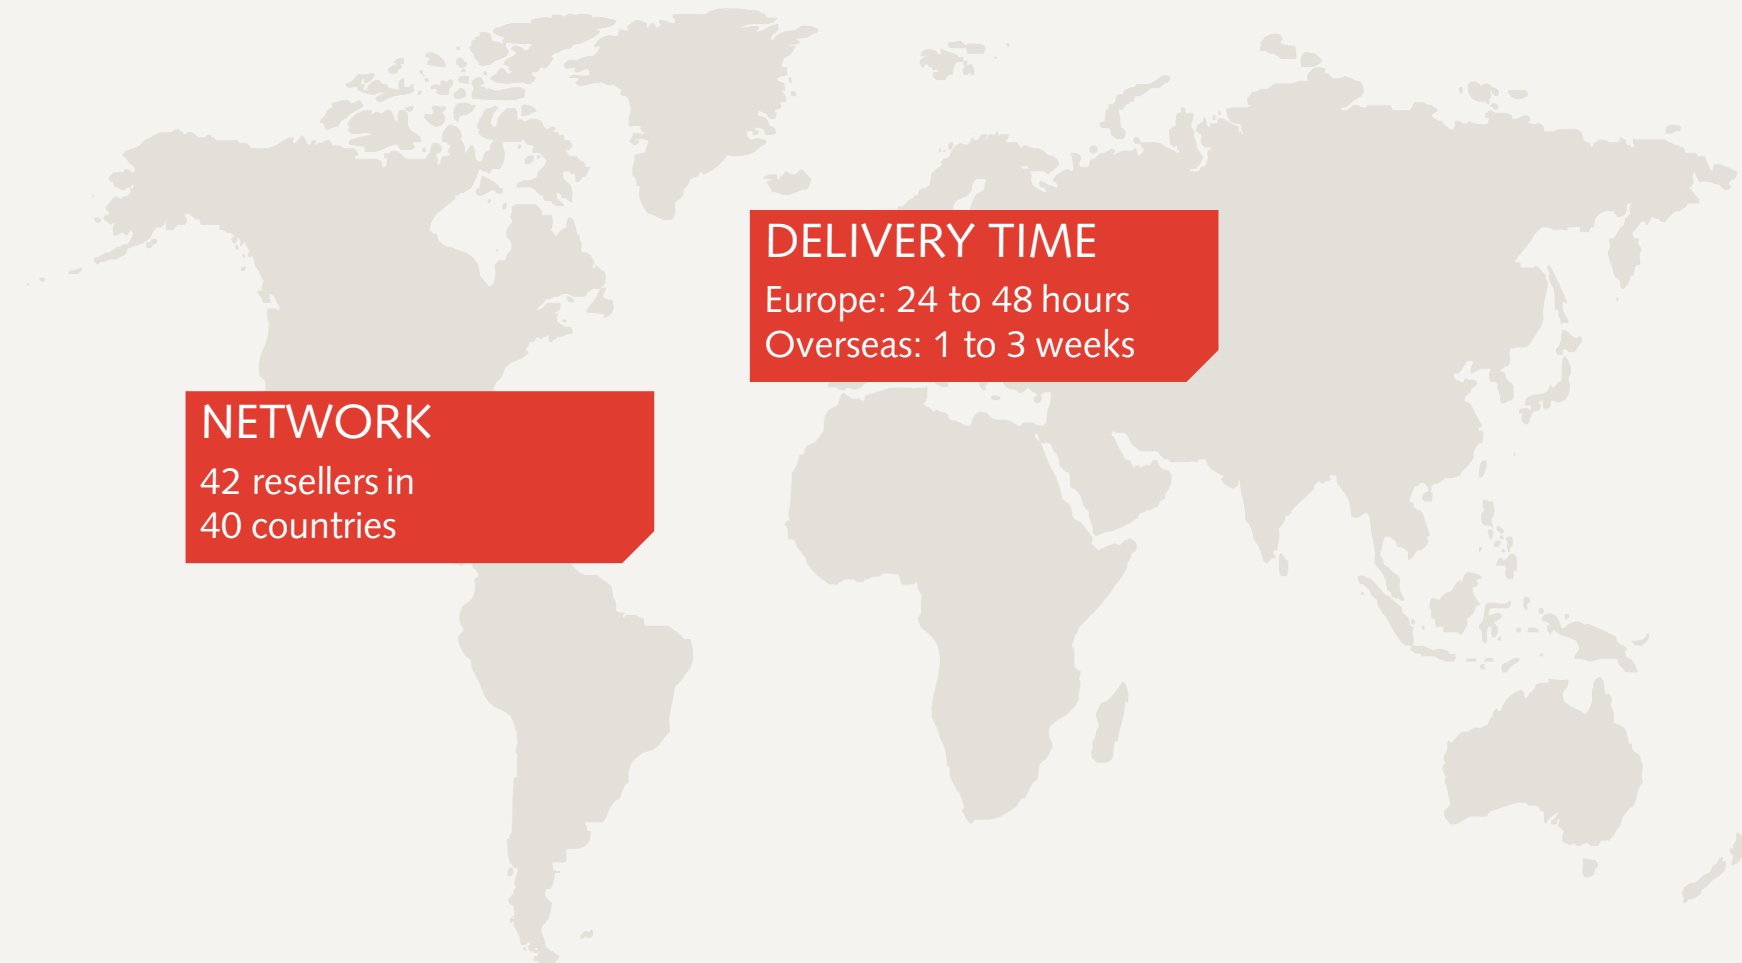 DELIVERY TIME
Europe: 24 to 48 hours
Overseas: 1 to 3 weeks
NETWORK
42 resellers in
40 countries